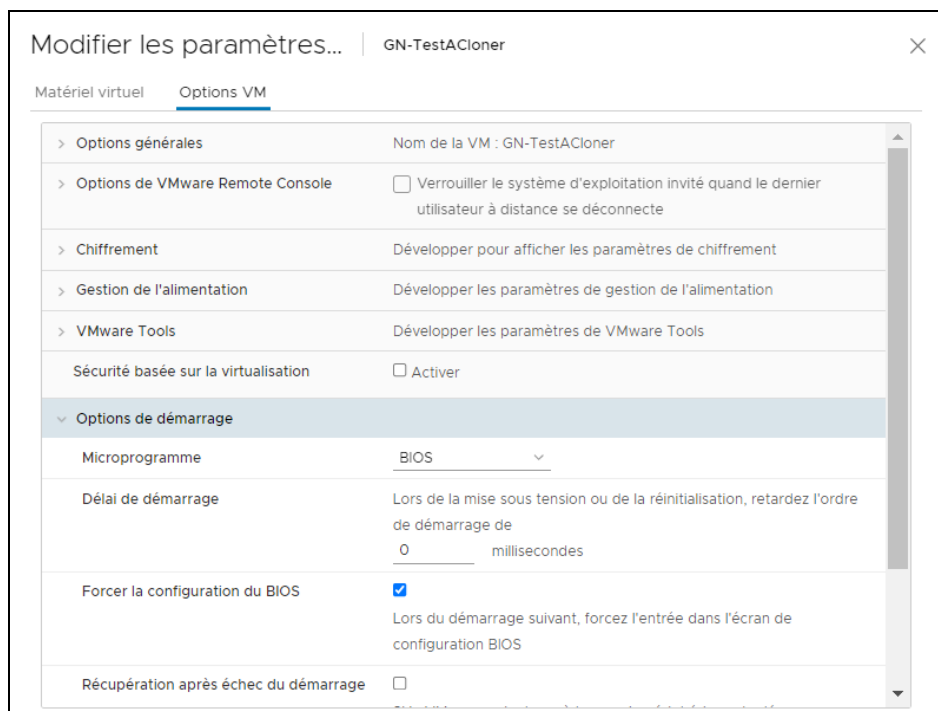 Modifier les paramètres... GN-TestACloner
Matériel virtuel Options VM
Options générales Nom de la VM : GN-TestACloner
Options de VMware Remote Console Verrouiller le système d'exploitation invité quand le dernier
utilisateur à distance se déconnecte
Chiffrement Développer pour afficher les paramètres de chiffrement
Gestion de l'alimentation Développer les paramètres de gestion de l'alimentation
VMware Tools Développer les paramètres de VMware Tools
Sécurité basée sur la virtualisation Activer
Options de démarrage
Microprogramme BIOS
Délai de démarrage Lors de la mise sous tension ou de la réinitialisation, retardez l'ordre
de démarrage de
0 millisecondes
Forcer la configuration du BIOS
Lors du démarrage suivant, forcez l'entrée dans l'écran de
configuration BIOS
Récupération après échec du démarrage